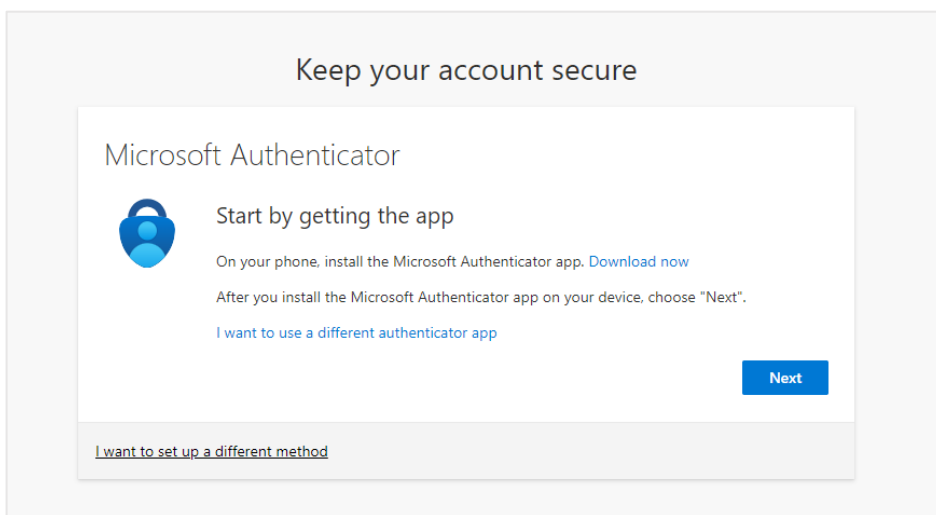 Keep your account secure
Microsoft Authenticator
Start by getting the app
On your phone, install the Microsoft Authenticator app. Download now
After you install the Microsoft Authenticator app on your device, choose "Next".
I want to use a different authenticator app
Next
I want to set up a different method